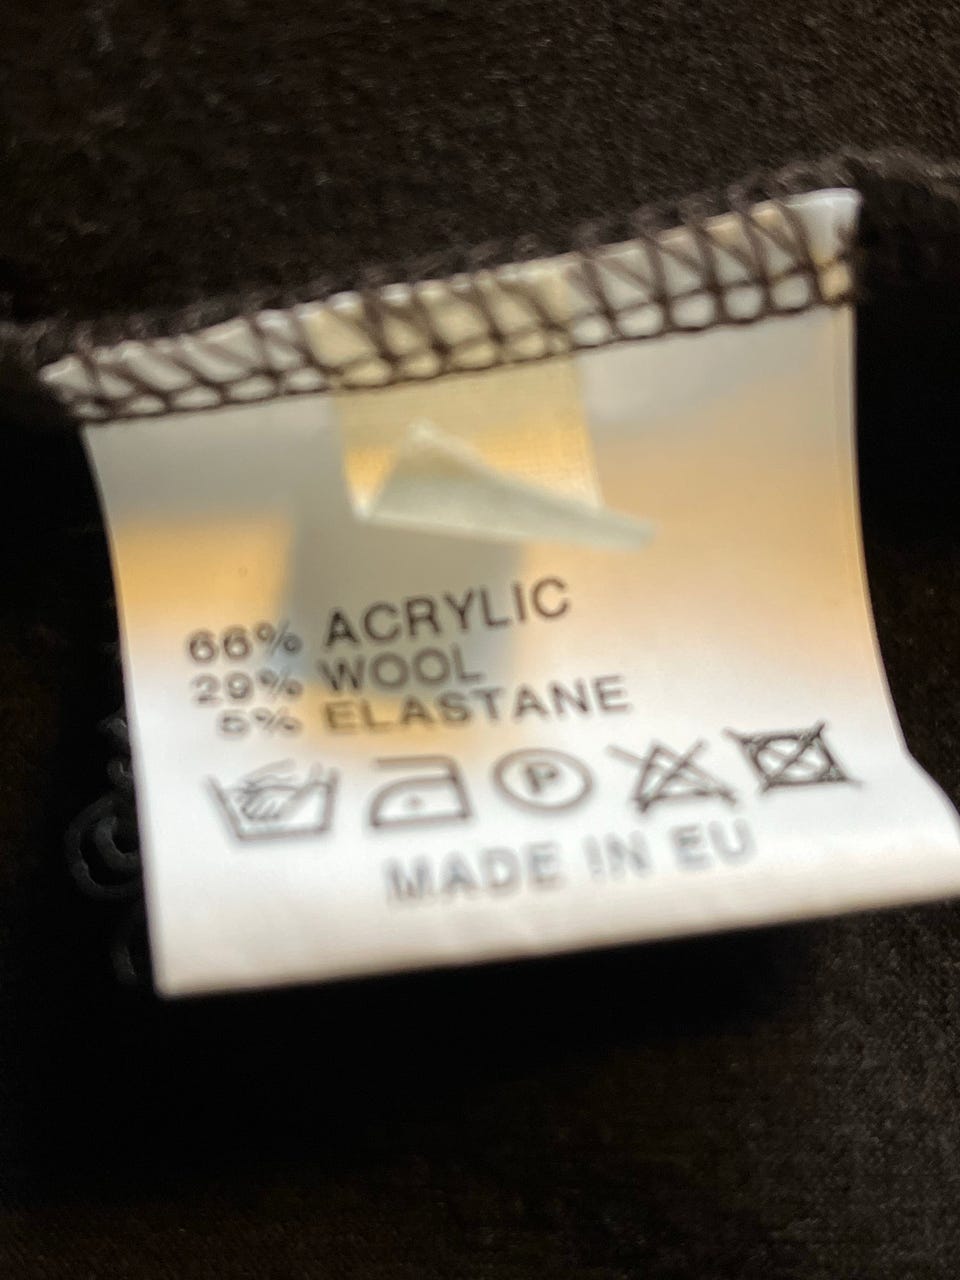 66% ACRYLIC
29% WOOL
5% ELASTANE
P
MADE IN EU